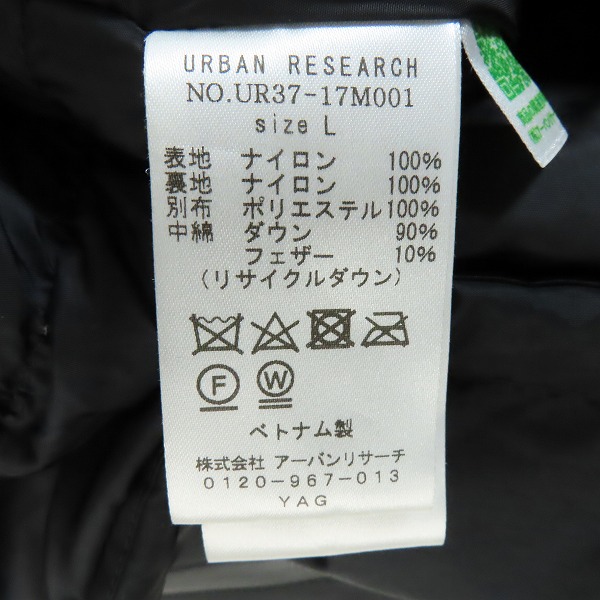 URBAN RESEARCH
NO.UR37-17M001
size L
表地 ナイロン 100%
裏地 ナイロン 100%
別布 ポリエステル100%
中綿 ダウン 90%
フェザー 10%
(リサイクルダウン)
F W
ベトナム製
株式会社 アーバンリサーチ
0120-967-013
YAG